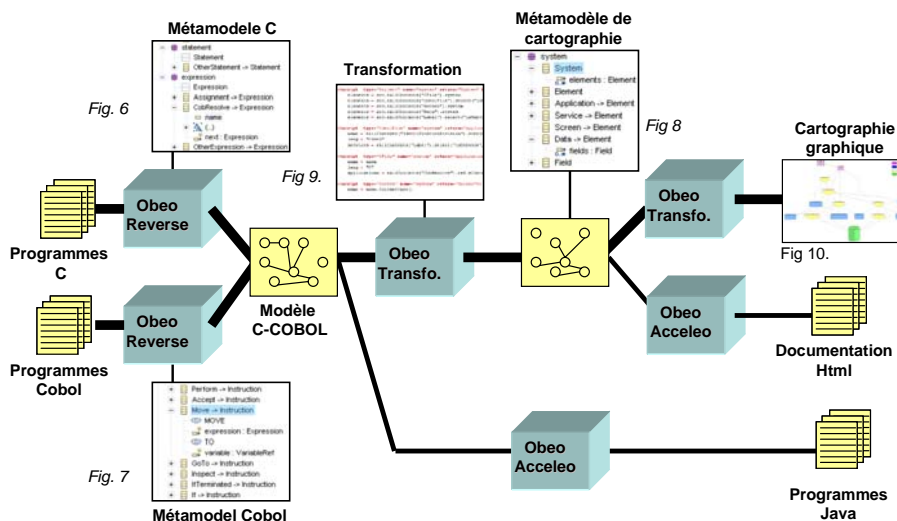 Métamodele C
statement
Statement
OtherStatement -> Statement
expression
Expression
Assignment -> Expression
CobResolve -> Expression
name
(...)
next : Expression
OtherExpression -> Expression
Fig. 6
Transformation
Fig 9.
Métamodèle de
cartographie
system
System
elements : Element
Element
Application -> Element
Service -> Element
Screen -> Element
Data -> Element
fields : Field
Field
Fig 8
Cartographie
graphique
Fig 10.
Obeo
Reverse
Programmes
C
Obeo
Reverse
Programmes
Cobol
Modèle
C-COBOL
Obeo
Transfo.
Obeo
Transfo.
Obeo
Acceleo
Documentation
Html
Perform -> Instruction
Accept -> Instruction
Move -> Instruction
MOVE
expression : Expression
TO
variable : VariableRef
GoTo -> Instruction
Inspect -> Instruction
IfTerminated -> Instruction
If -> Instruction
Fig. 7
Métamodel Cobol
Obeo
Acceleo
Programmes
Java